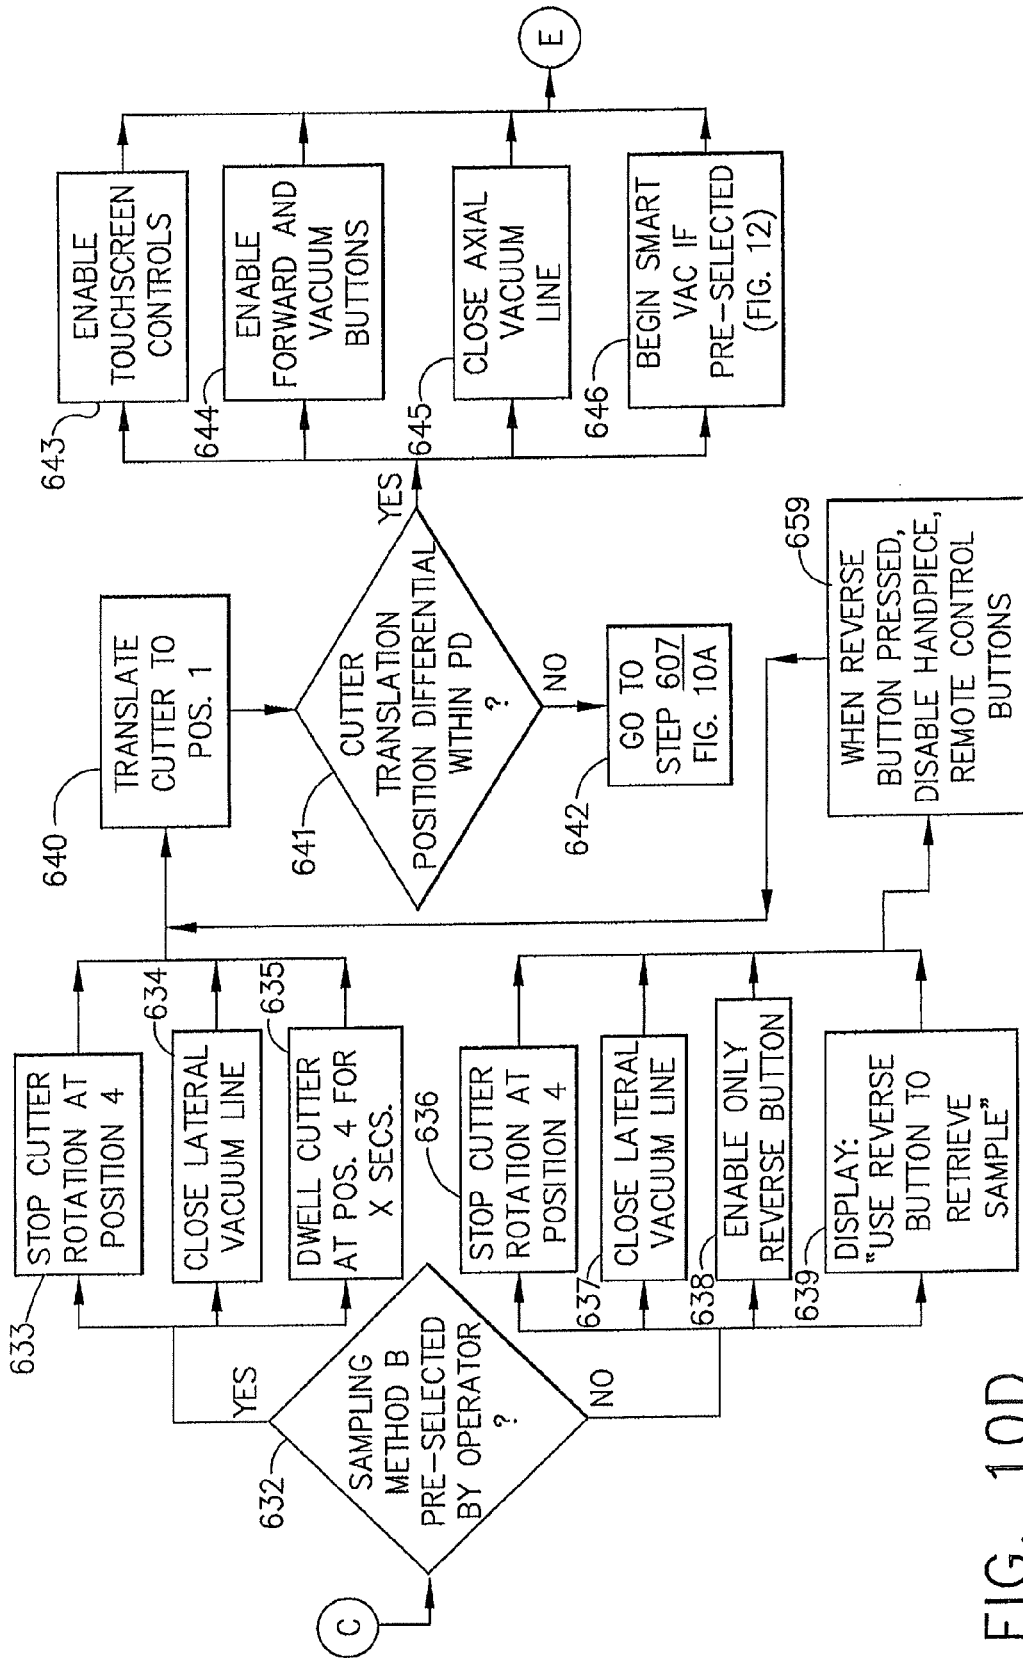 C
632
SAMPLING
METHOD B
PRE-SELECTED
BY OPERATOR
?
YES
NO
633
STOP CUTTER
ROTATION AT
POSITION 4
634
CLOSE LATERAL
VACUUM LINE
635
DWELL CUTTER
AT POS. 4 FOR
X SECS.
636
STOP CUTTER
ROTATION AT
POSITION 4
637
CLOSE LATERAL
VACUUM LINE
638
ENABLE ONLY
REVERSE BUTTON
639
DISPLAY:
"USE REVERSE
BUTTON TO
RETRIEVE
SAMPLE"
659
WHEN REVERSE
BUTTON PRESSED,
DISABLE HANDPIECE,
REMOTE CONTROL
BUTTONS
640
TRANSLATE
CUTTER TO
POS. 1
641
CUTTER
TRANSLATION
POSITION DIFFERENTIAL
WITHIN PD
?
YES
NO
642
GO TO
STEP 607
FIG. 10A
643
ENABLE
TOUCHSCREEN
CONTROLS
644
ENABLE
FORWARD AND
VACUUM
BUTTONS
645
CLOSE AXIAL
VACUUM
LINE
646
BEGIN SMART
VAC IF
PRE-SELECTED
(FIG. 12)
E
FIG. 10D